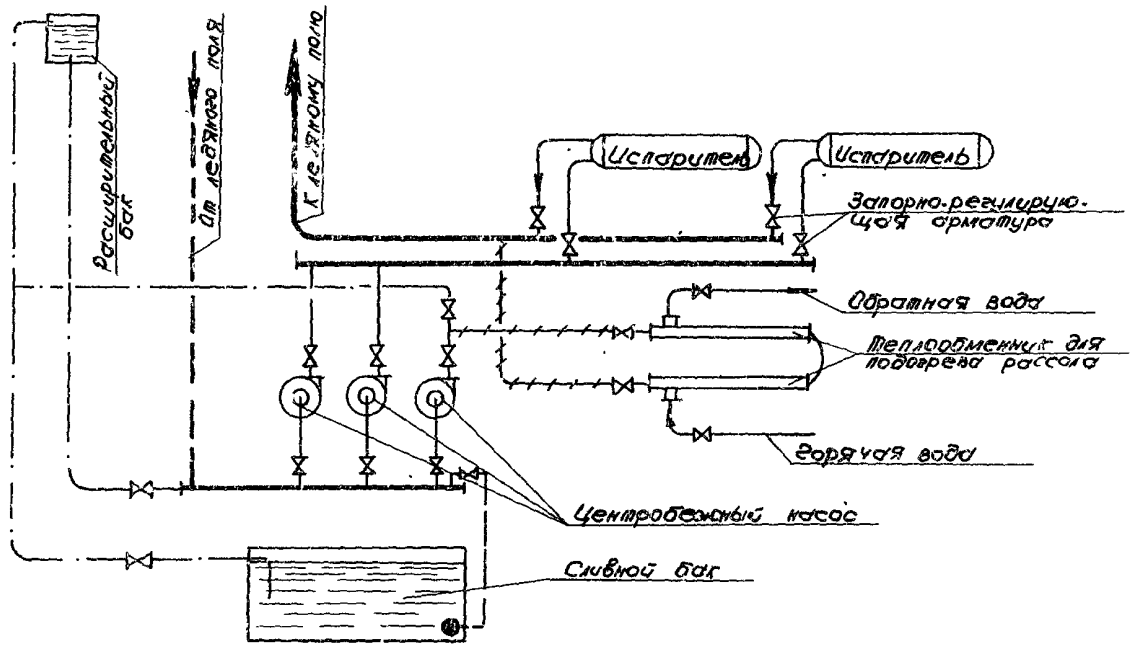 Расширительный
бак
От ледяного поля
К ледяному полю
Испаритель
Испаритель
Запорно-регулирую-
щая арматура
Обратная вода
Теплообменник для
подогрева рассола
Горячая вода
Центробежный насос
Сливной бак